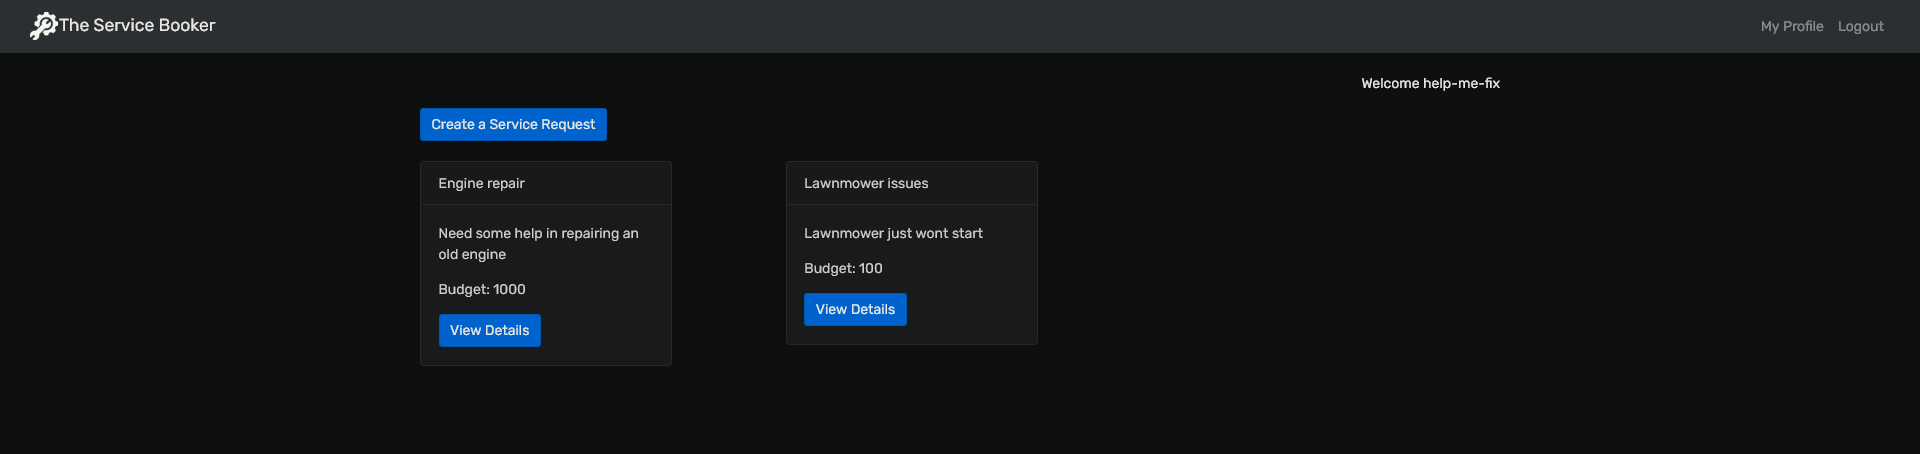 The Service Booker
My Profile
Logout
Welcome help-me-fix
Create a Service Request
Engine repair
Need some help in repairing an
old engine
Budget: 1000
View Details
Lawnmower issues
Lawnmower just wont start
Budget: 100
View Details